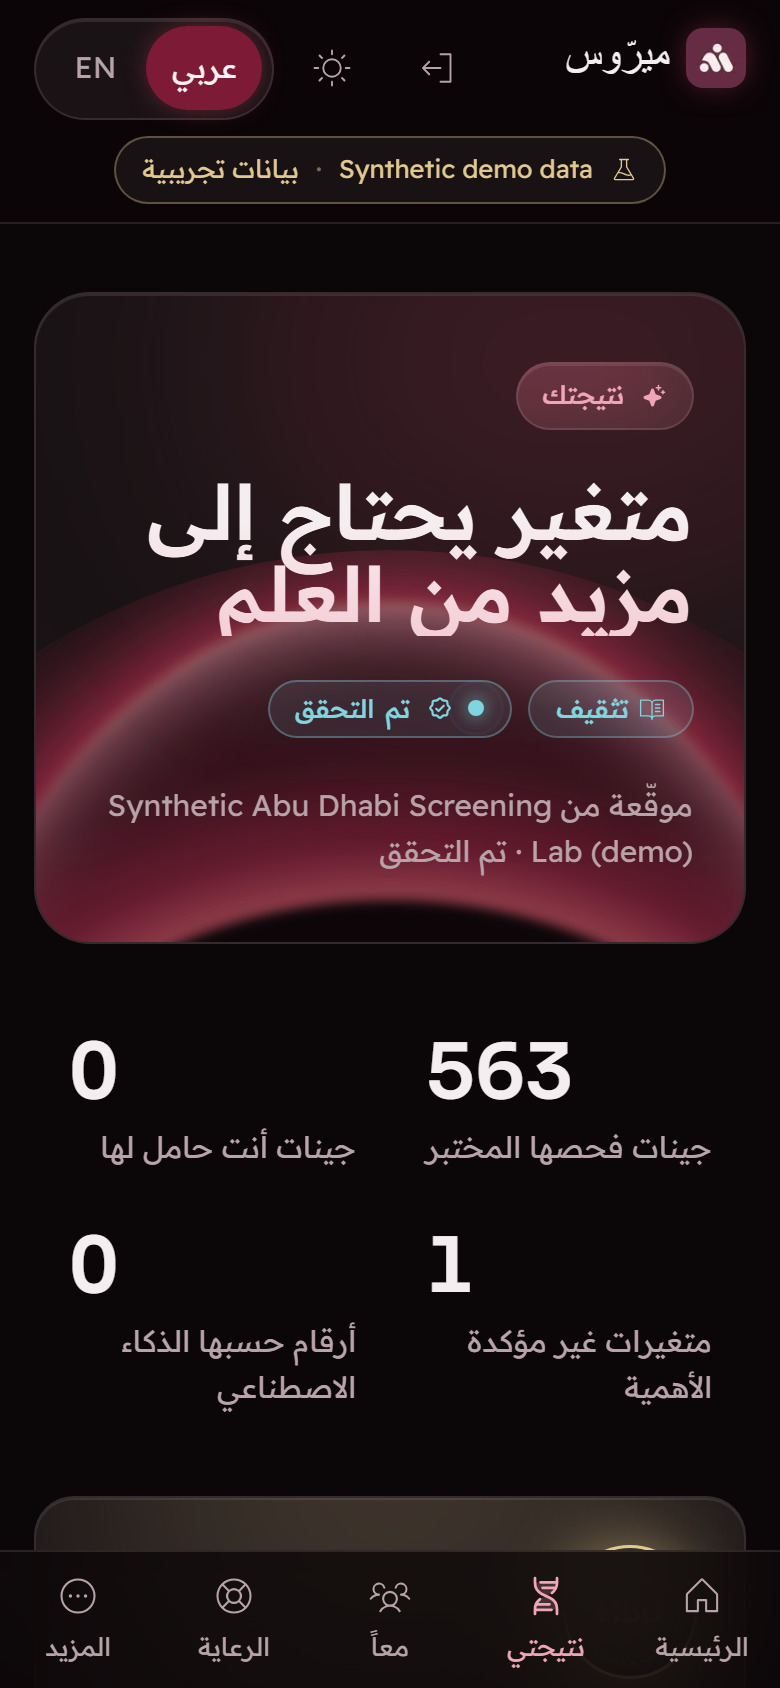 ميرّوس
عربي
EN
Synthetic demo data · بيانات تجريبية
نتيجتك
متغير يحتاج إلى
مزيد من العلم
تثقيف
تم التحقق
موقّعة من Synthetic Abu Dhabi Screening
Lab (demo) · تم التحقق
563
جينات فحصها المختبر
0
جينات أنت حامل لها
1
متغيرات غير مؤكدة
الأهمية
0
أرقام حسبها الذكاء
الاصطناعي
الرئيسية
نتيجتي
معاً
الرعاية
المزيد